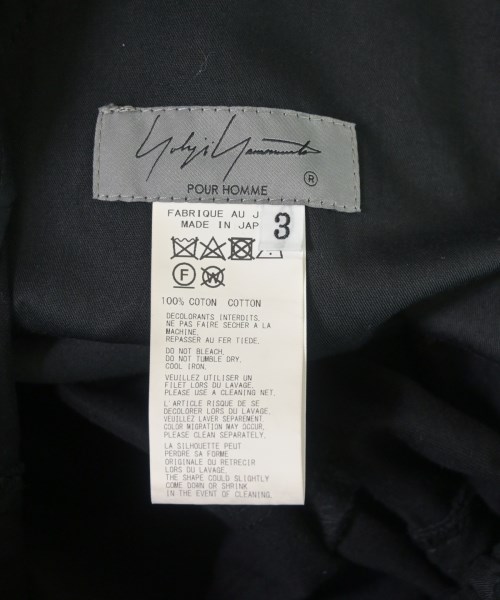 Yohji Yamamoto
POUR HOMME ®
FABRIQUE AU J
MADE IN JAP
3
F
W
100% COTON COTTON
DECOLORANTS INTERDITS.
NE PAS FAIRE SECHER A LA
MACHINE.
REPASSER AU FER TIEDE.
DO NOT BLEACH.
DO NOT TUMBLE DRY.
COOL IRON.
VEUILLEZ UTILISER UN
FILET LORS DU LAVAGE.
PLEASE USE A CLEANING NET.
L'ARTICLE RISQUE DE SE
DECOLORER LORS DU LAVAGE.
VEUILLEZ LAVER SEPAREMENT
COLOR MIGRATION MAY OCCUR,
PLEASE CLEAN SEPARATELY.
LA SILHOUETTE PEUT
PERDRE SA FORME
ORIGINALE OU RETRECIR
LORS DU LAVAGE.
THE SHAPE COULD SLIGHTLY
COME DOWN OR SHRINK
IN THE EVENT OF CLEANING.